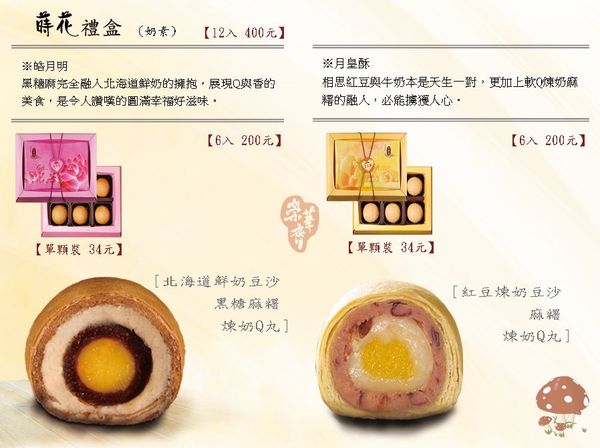 蒔花禮盒 (奶素) 【12入 400元】
※皓月明
黑糖麻完全融入北海道鮮奶的擁抱，展現Q與香的
美食，是令人讚嘆的圓滿幸福好滋味。
【6入 200元】
【單顆裝 34元】
[北海道鮮奶豆沙
黑糖麻糬
煉奶Q丸]
※月皇酥
相思紅豆與牛奶本是天生一對，更加上軟Q煉奶麻
糬的融入，必能擄獲人心。
【6入 200元】
【單顆裝 34元】
[紅豆煉奶豆沙
麻糬
煉奶Q丸]
榮華齊